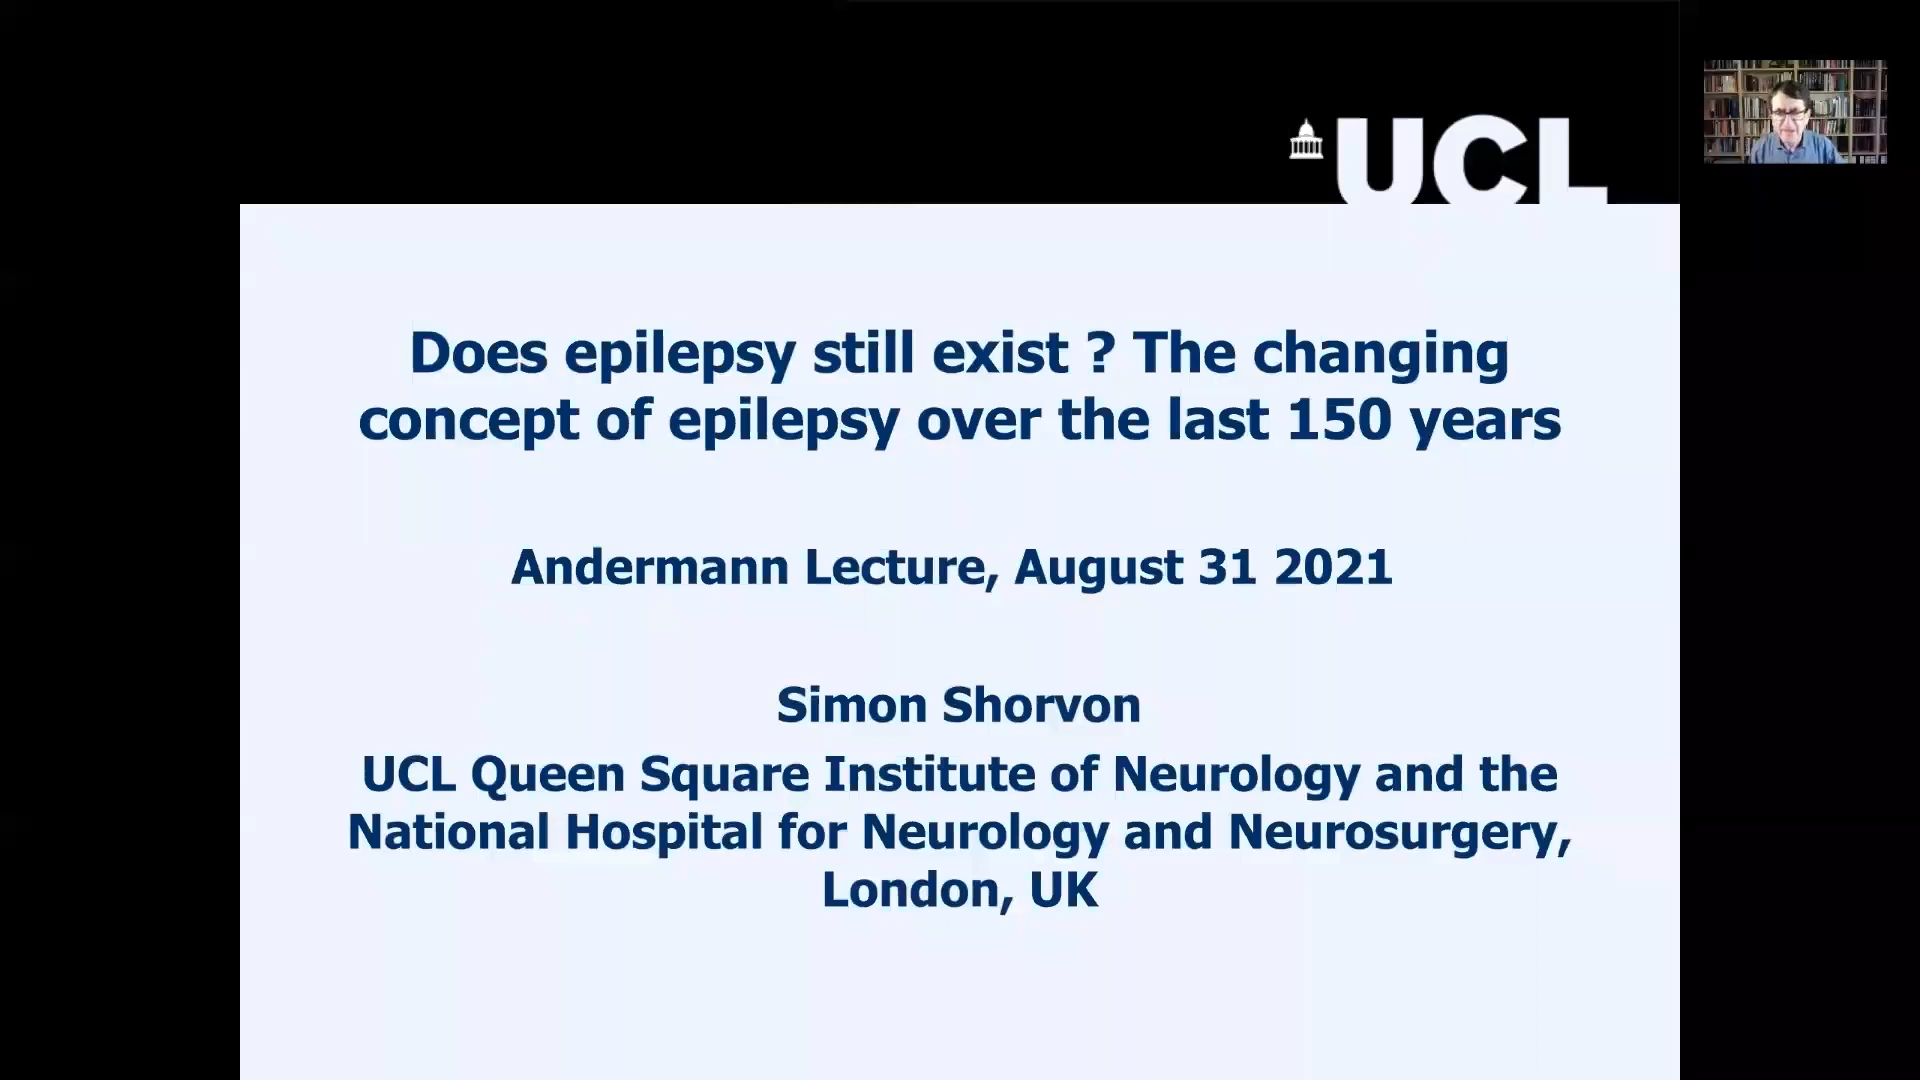 UCL
Does epilepsy still exist ? The changing
concept of epilepsy over the last 150 years
Andermann Lecture, August 31 2021
Simon Shorvon
UCL Queen Square Institute of Neurology and the
National Hospital for Neurology and Neurosurgery,
London, UK